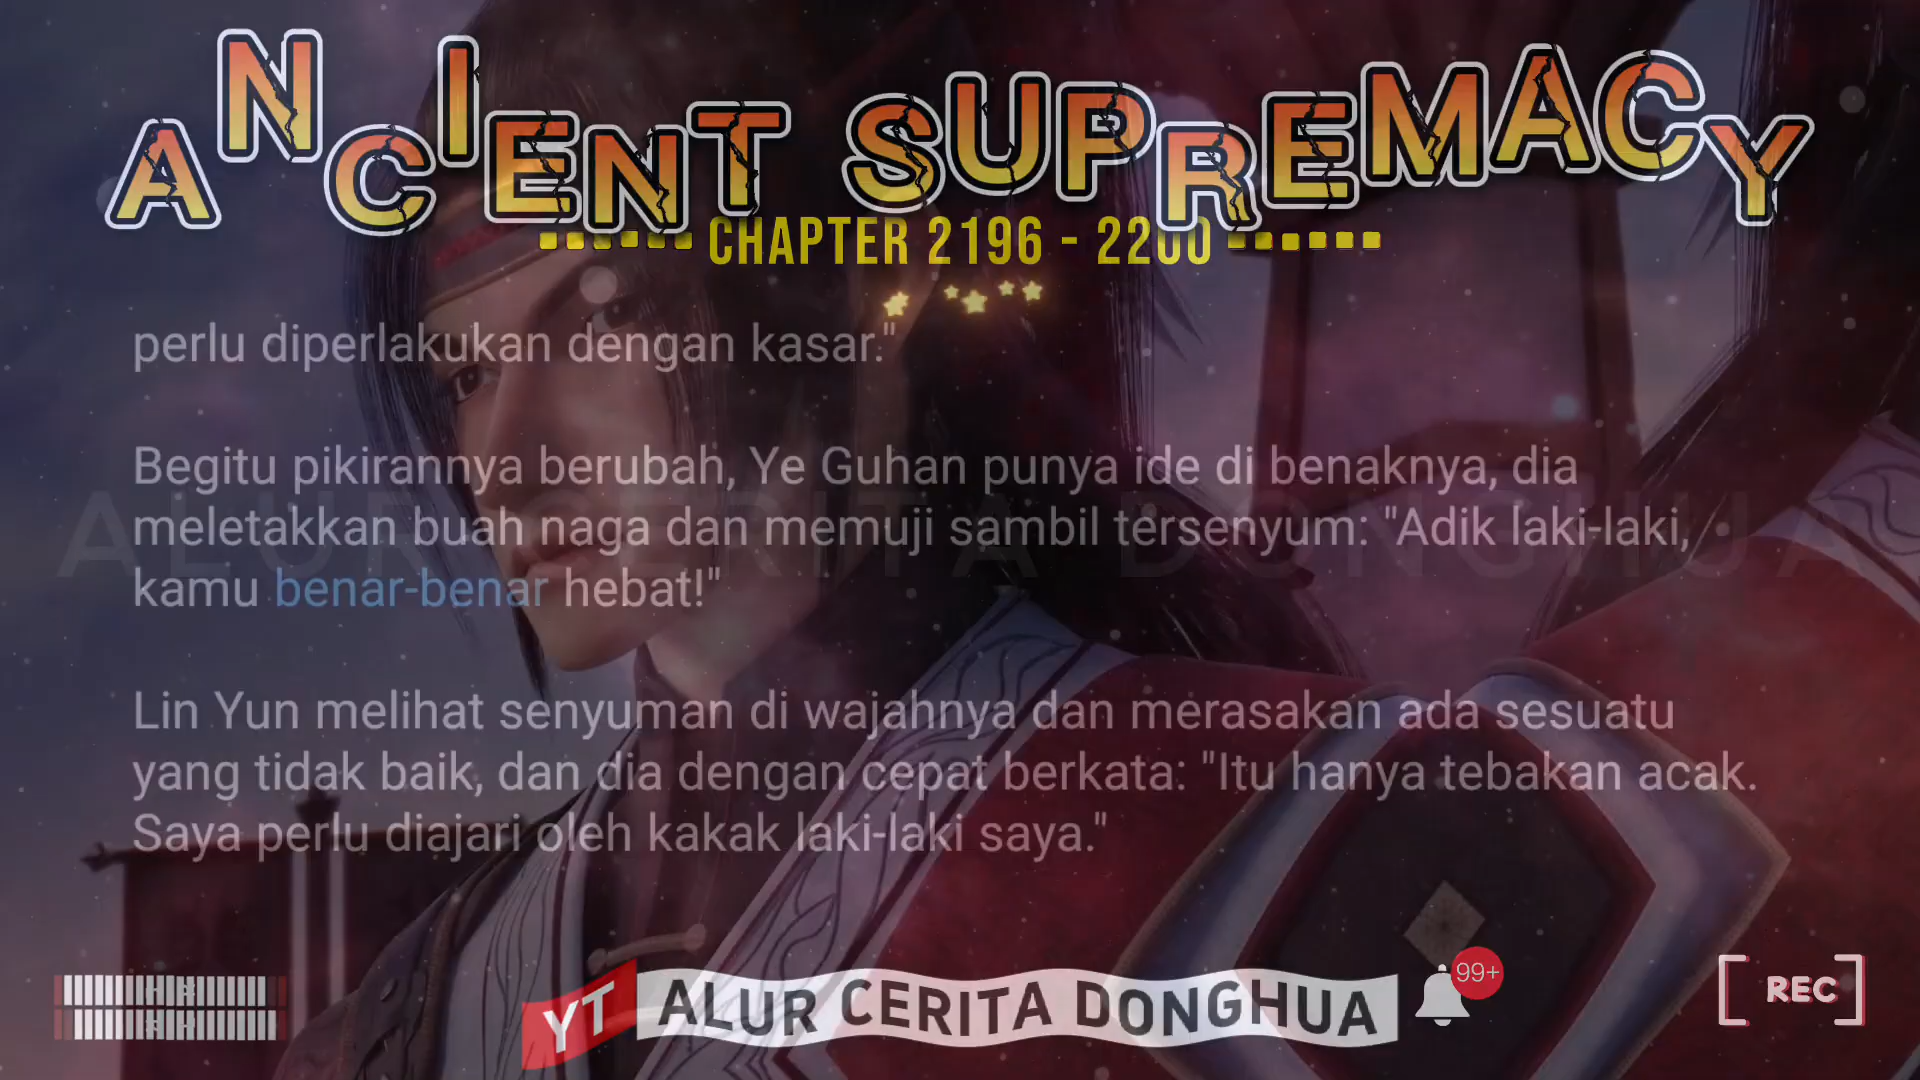 ANCIENT SUPREMACY
CHAPTER 2196 - 2200
perlu diperlakukan dengan kasar."
Begitu pikirannya berubah, Ye Guhan punya ide di benaknya, dia
meletakkan buah naga dan memuji sambil tersenyum: "Adik laki-laki,
kamu benar-benar hebat!"
ALUR CERITA DONGHUA
Lin Yun melihat senyuman di wajahnya dan merasakan ada sesuatu
yang tidak baik, dan dia dengan cepat berkata: "Itu hanya tebakan acak.
Saya perlu diajari oleh kakak laki-laki saya."
YT ALUR CERITA DONGHUA
99+
REC